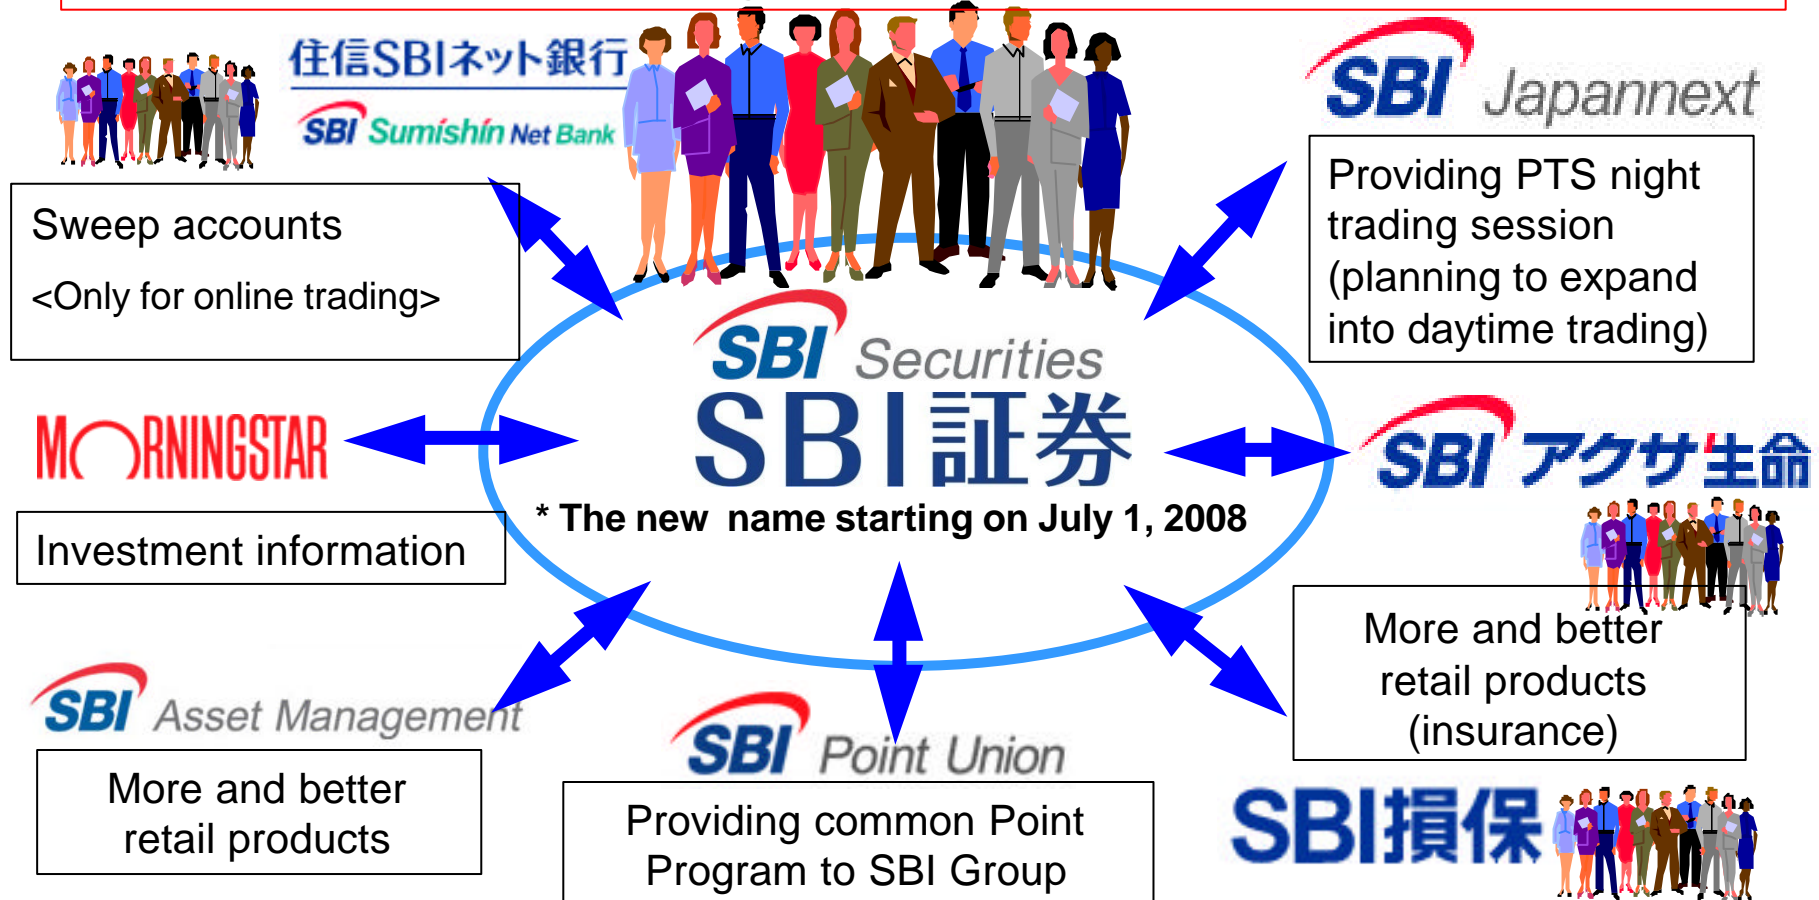 住信SBIネット銀行
SBI Sumishin Net Bank
SBI Japannext
Sweep accounts
<Only for online trading>
Providing PTS night
trading session
(planning to expand
into daytime trading)
SBI Securities
SBI証券
* The new name starting on July 1, 2008
MORNINGSTAR
Investment information
SBI アクサ生命
More and better
retail products
(insurance)
SBI Asset Management
More and better
retail products
SBI Point Union
Providing common Point
Program to SBI Group
SBI損保